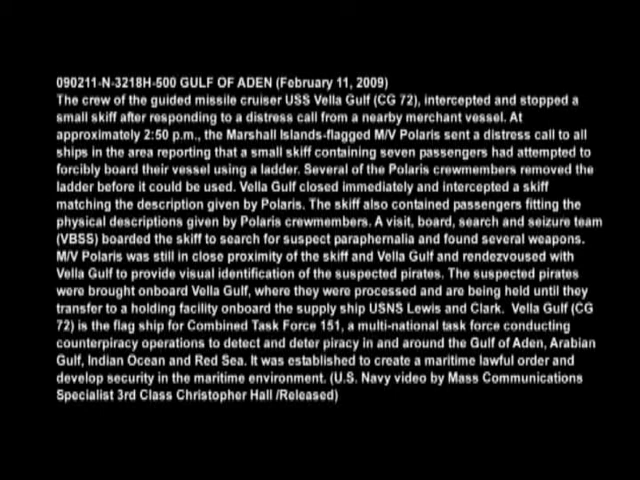 090211-N-3218H-500 GULF OF ADEN (February 11, 2009)
The crew of the guided missile cruiser USS Vella Gulf (CG 72), intercepted and stopped a
small skiff after responding to a distress call from a nearby merchant vessel. At
approximately 2:50 p.m., the Marshall Islands-flagged M/V Polaris sent a distress call to all
ships in the area reporting that a small skiff containing seven passengers had attempted to
forcibly board their vessel using a ladder. Several of the Polaris crewmembers removed the
ladder before it could be used. Vella Gulf closed immediately and intercepted a skiff
matching the description given by Polaris. The skiff also contained passengers fitting the
physical descriptions given by Polaris crewmembers. A visit, board, search and seizure team
(VBSS) boarded the skiff to search for suspect paraphernalia and found several weapons.
M/V Polaris was still in close proximity of the skiff and Vella Gulf and rendezvoused with
Vella Gulf to provide visual identification of the suspected pirates. The suspected pirates
were brought onboard Vella Gulf, where they were processed and are being held until they
transfer to a holding facility onboard the supply ship USNS Lewis and Clark. Vella Gulf (CG
72) is the flag ship for Combined Task Force 151, a multi-national task force conducting
counterpiracy operations to detect and deter piracy in and around the Gulf of Aden, Arabian
Gulf, Indian Ocean and Red Sea. It was established to create a maritime lawful order and
develop security in the maritime environment. (U.S. Navy video by Mass Communications
Specialist 3rd Class Christopher Hall /Released)